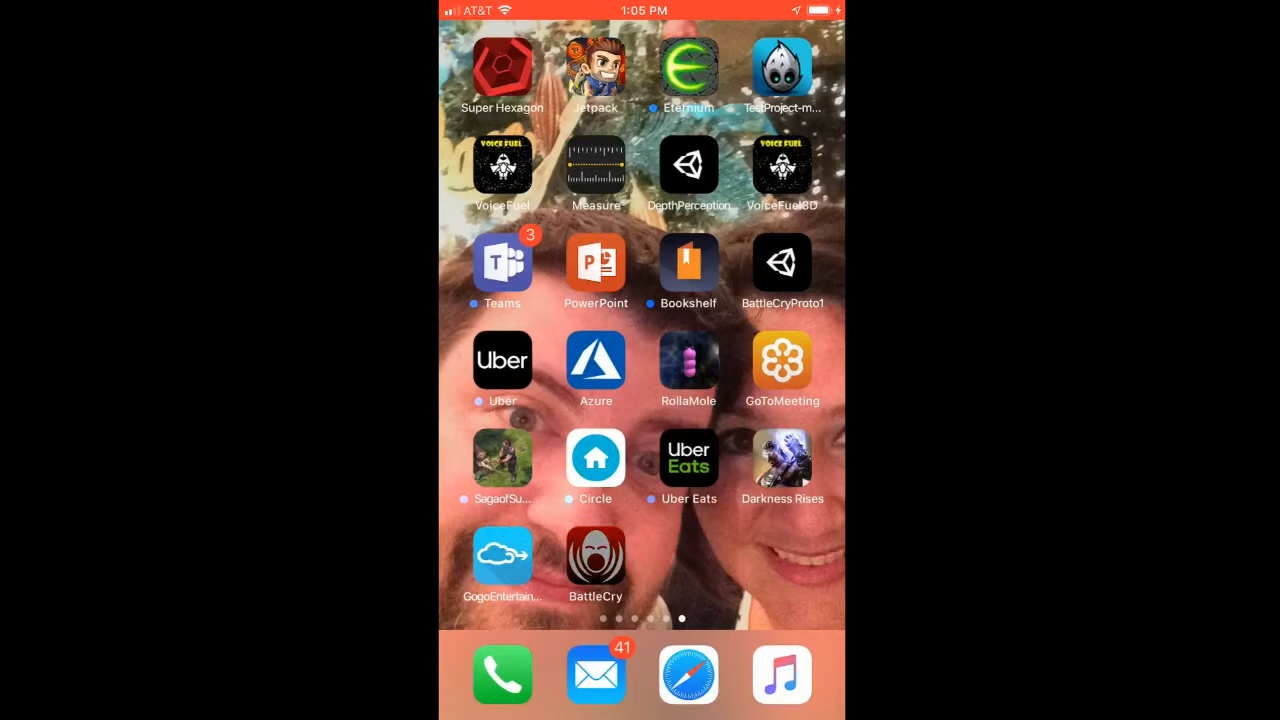 AT&T 1:05 PM
Super Hexagon Jetpack Eternium TestProject-m...
VOICE FUEL VOICE FUEL
VoiceFuel Measure DepthPerception... VoiceFuel3D
3
T P
Teams PowerPoint Bookshelf BattleCryProto1
Uber
Uber Azure RollaMole GoToMeeting
Uber
Eats
SagaofSu... Circle Uber Eats Darkness Rises
GogoEntertain... BattleCry
41